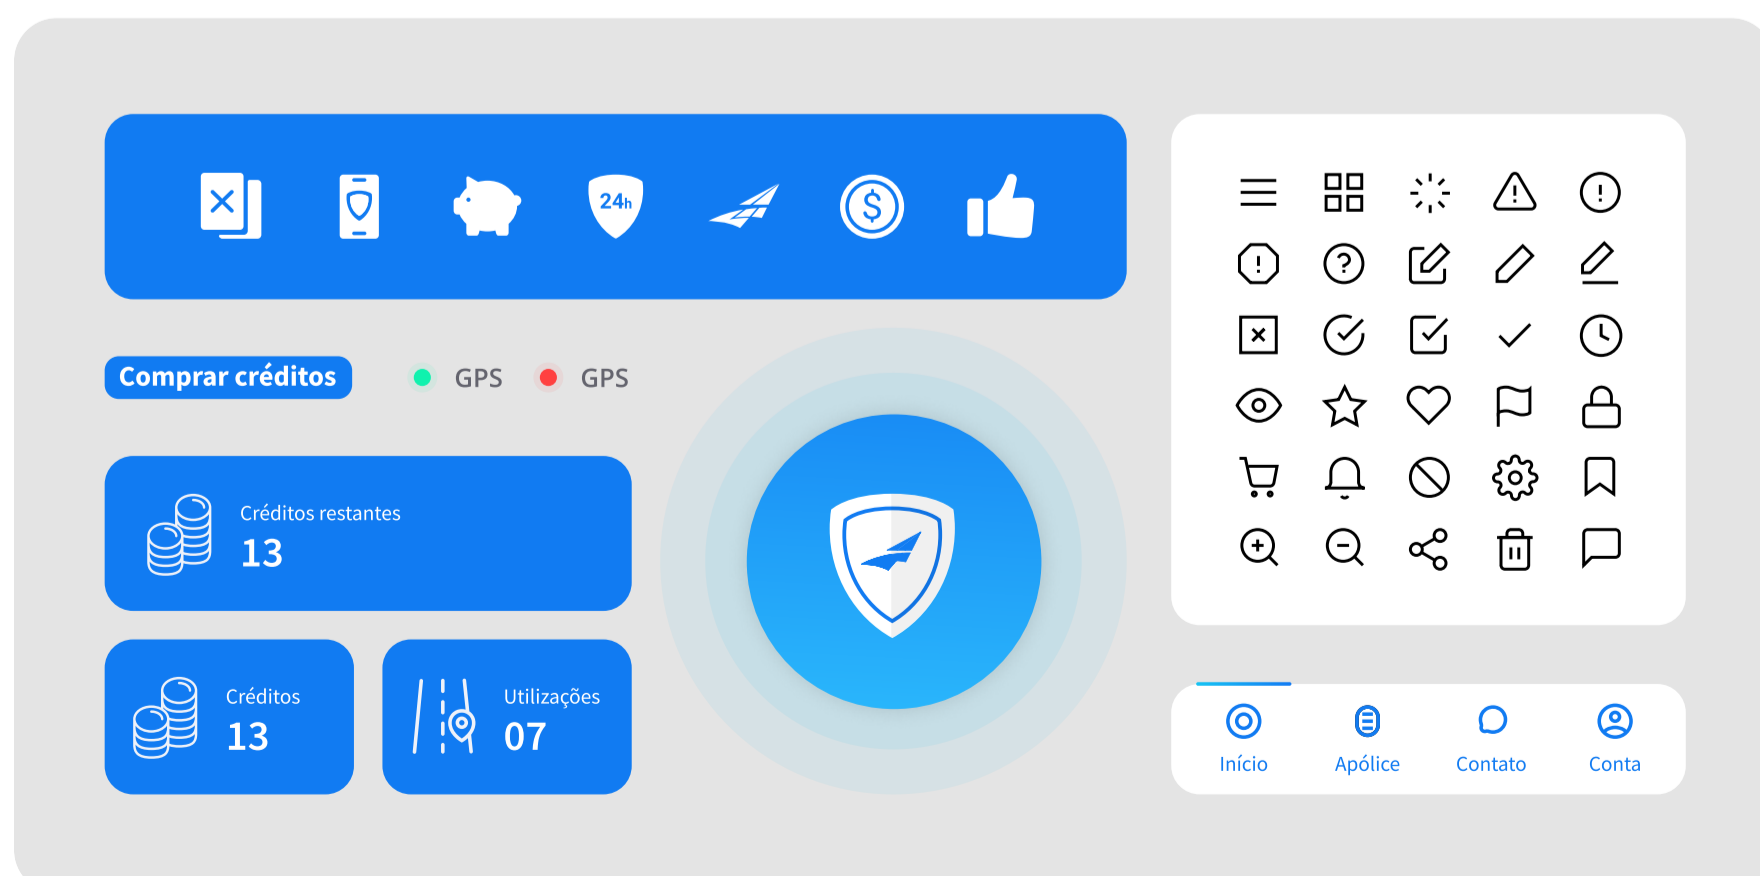 24h
Comprar créditos
GPS
GPS
Créditos restantes
13
Créditos
13
Utilizações
07
Início
Apólice
Contato
Conta